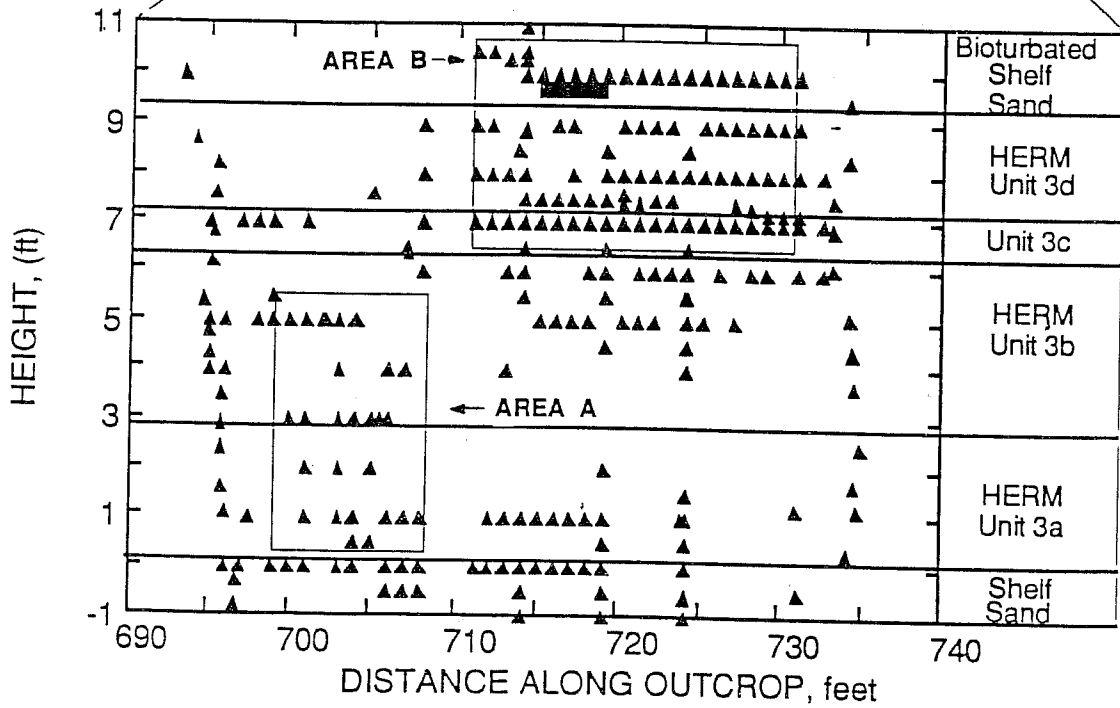 11
9
7
5
3
1
-1
HEIGHT, (ft)
AREA B
AREA A
Bioturbated
Shelf
Sand
HERM
Unit 3d
Unit 3c
HERM
Unit 3b
HERM
Unit 3a
Shelf
Sand
690
700
710
720
730
740
DISTANCE ALONG OUTCROP, feet